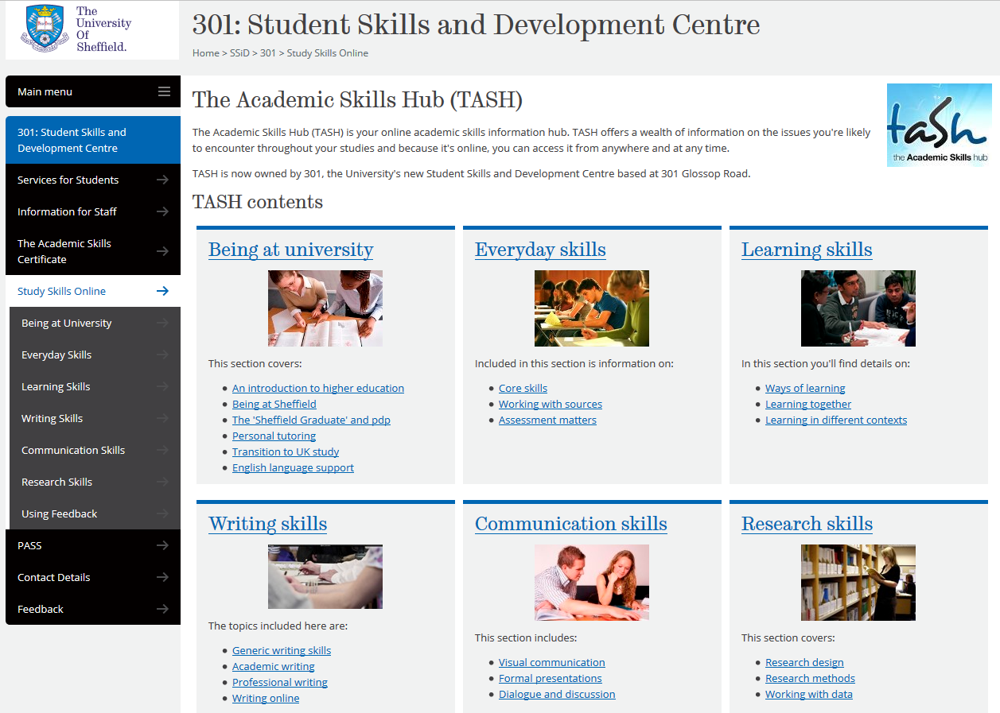 The
University
Of
Sheffield.
301: Student Skills and Development Centre
Home > SSiD > 301 > Study Skills Online
Main menu
301: Student Skills and
Development Centre
Services for Students
Information for Staff
The Academic Skills
Certificate
Study Skills Online
Being at University
Everyday Skills
Learning Skills
Writing Skills
Communication Skills
Research Skills
Using Feedback
PASS
Contact Details
Feedback
The Academic Skills Hub (TASH)
The Academic Skills Hub (TASH) is your online academic skills information hub. TASH offers a wealth of information on the issues you're likely
to encounter throughout your studies and because it's online, you can access it from anywhere and at any time.
TASH is now owned by 301, the University's new Student Skills and Development Centre based at 301 Glossop Road.
tash
the Academic Skills hub
TASH contents
Being at university
This section covers:
An introduction to higher education
Being at Sheffield
The 'Sheffield Graduate' and pdp
Personal tutoring
Transition to UK study
English language support
Everyday skills
Included in this section is information on:
Core skills
Working with sources
Assessment matters
Learning skills
In this section you'll find details on:
Ways of learning
Learning together
Learning in different contexts
Writing skills
The topics included here are:
Generic writing skills
Academic writing
Professional writing
Writing online
Communication skills
This section includes:
Visual communication
Formal presentations
Dialogue and discussion
Research skills
This section covers:
Research design
Research methods
Working with data